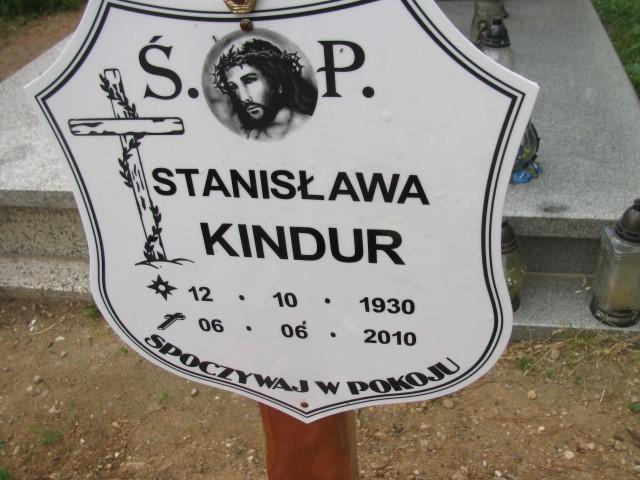 Ś. P.
STANISŁAWA
KINDUR
12 . 10 . 1930
06 . 06 . 2010
SPOCZYWAJ W POKOJU